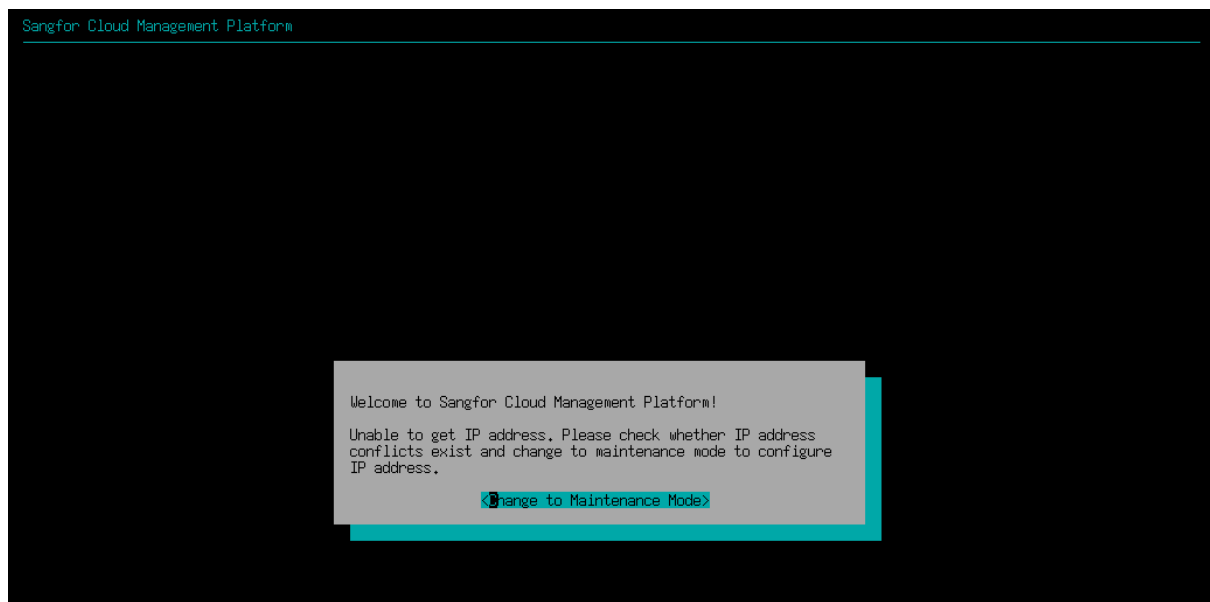 Sangfor Cloud Management Platform
Welcome to Sangfor Cloud Management Platform!
Unable to get IP address. Please check whether IP address
conflicts exist and change to maintenance mode to configure
IP address.
<Change to Maintenance Mode>